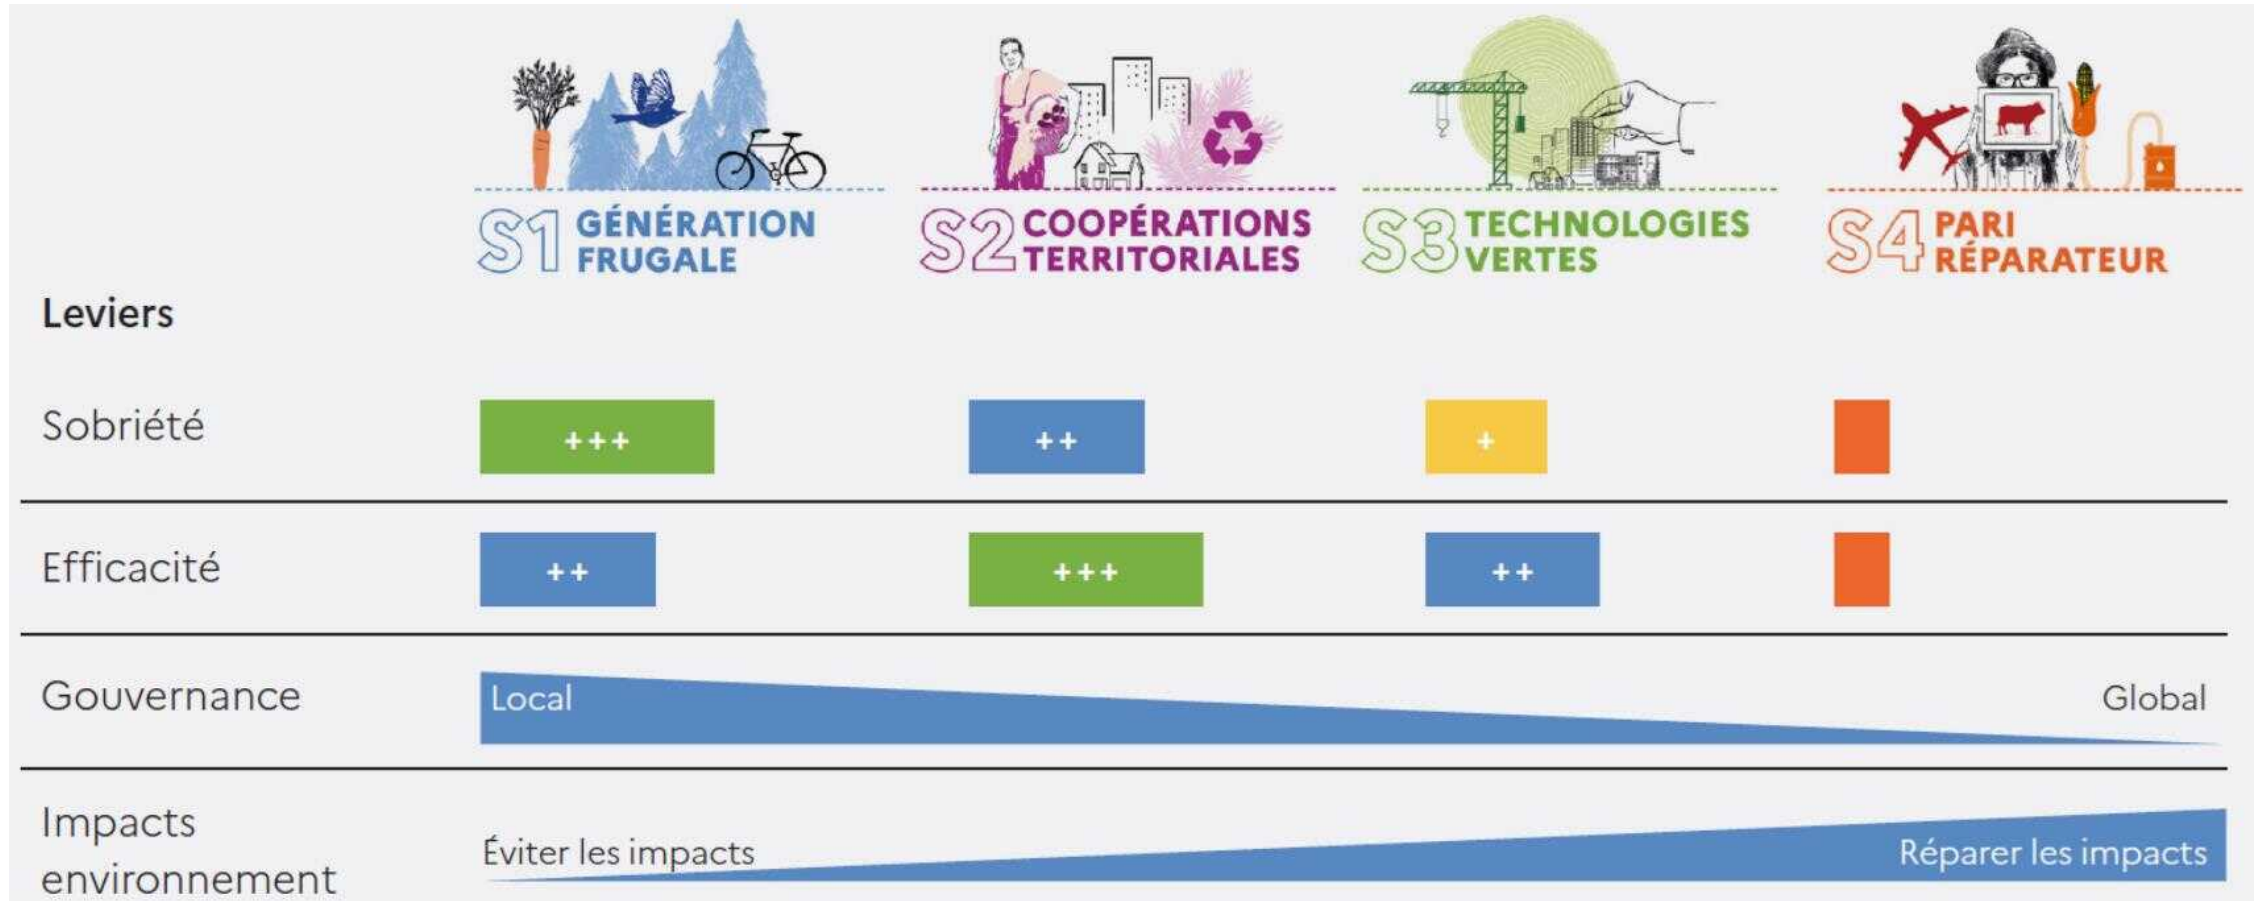 S1 GÉNÉRATION
FRUGALE
S2 COOPÉRATIONS
TERRITORIALES
S3 TECHNOLOGIES
VERTES
S4 PARI
RÉPARATEUR
Leviers
Sobriété
+++
++
+
Efficacité
++
+++
++
Gouvernance
Local
Global
Impacts
environnement
Éviter les impacts
Réparer les impacts